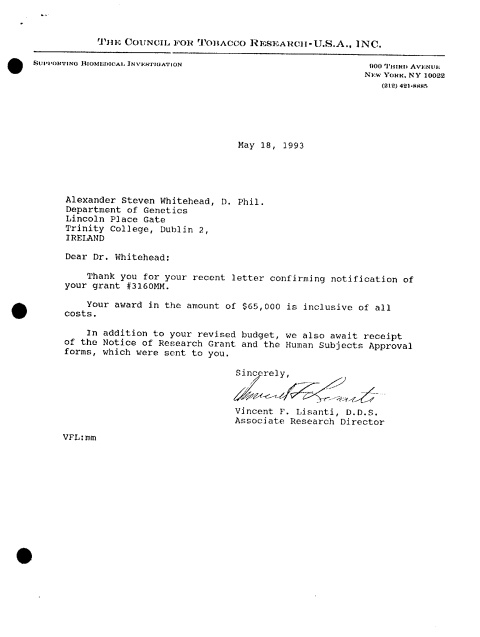 THE COUNCIL FOR TOBACCO RESEARCH-U.S.A., INC.
SUPPORTING BIOMEDICAL INVESTIGATION
900 THIRD AVENUE
NEW YORK, NY 10022
(212) 421-8885
May 18, 1993
Alexander Steven Whitehead, D. Phil.
Department of Genetics
Lincoln Place Gate
Trinity College, Dublin 2,
IRELAND
Dear Dr. Whitehead:
Thank you for your recent letter confirming notification of
your grant #3160MM.
Your award in the amount of $65,000 is inclusive of all
costs.
In addition to your revised budget, we also await receipt
of the Notice of Research Grant and the Human Subjects Approval
forms, which were sent to you.
Sincerely,
Vincent F. Lisanti
Vincent F. Lisanti, D.D.S.
Associate Research Director
VFL:mm